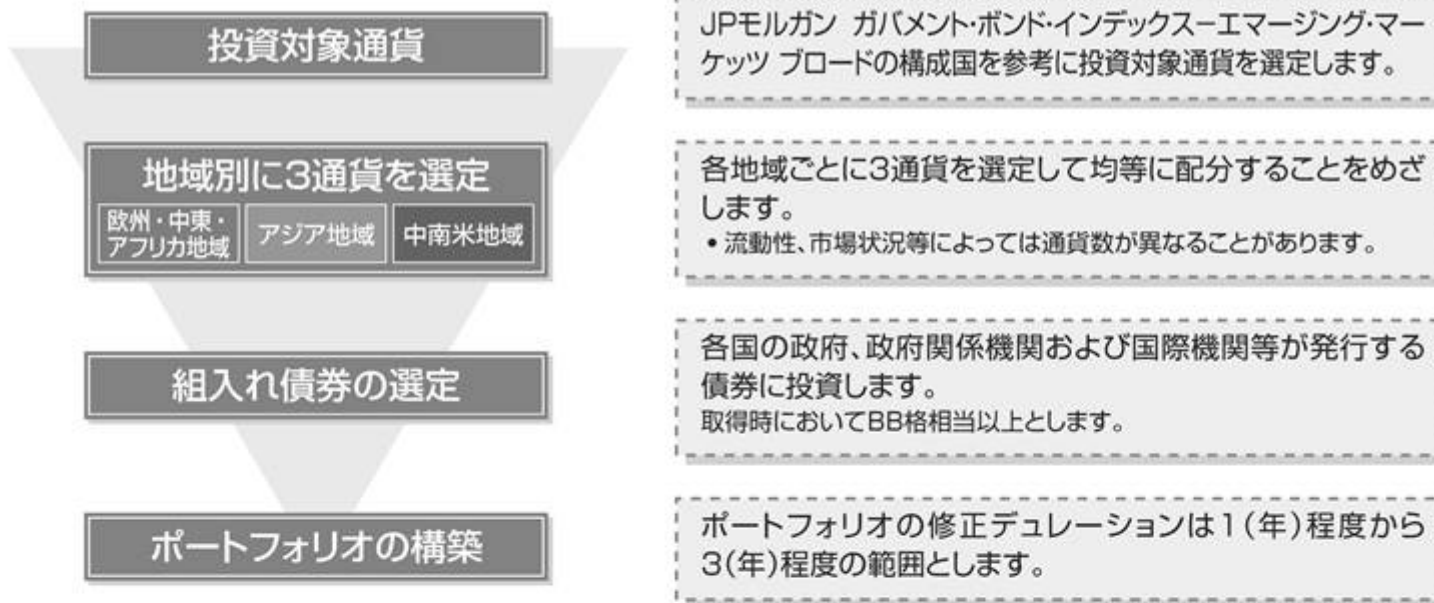 投資対象通貨
JPモルガン ガバメント・ボンド・インデックス－エマージング・マー
ケッツ ブロードの構成国を参考に投資対象通貨を選定します。
地域別に3通貨を選定
欧州・中東・
アフリカ地域
アジア地域
中南米地域
各地域ごとに3通貨を選定して均等に配分することをめざ
します。
• 流動性、市場状況等によっては通貨数が異なることがあります。
組入れ債券の選定
各国の政府、政府関係機関および国際機関等が発行する
債券に投資します。
取得時においてBB格相当以上とします。
ポートフォリオの構築
ポートフォリオの修正デュレーションは1(年)程度から
3(年)程度の範囲とします。